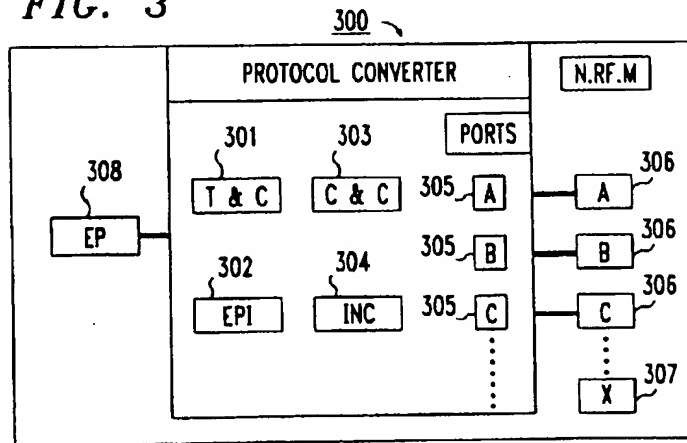 FIG. 3
300
PROTOCOL CONVERTER
N.RF.M
PORTS
301
303
T & C
C & C
308
EP
305
A
A
306
305
B
B
306
302
304
EPI
INC
305
C
C
306
X
307